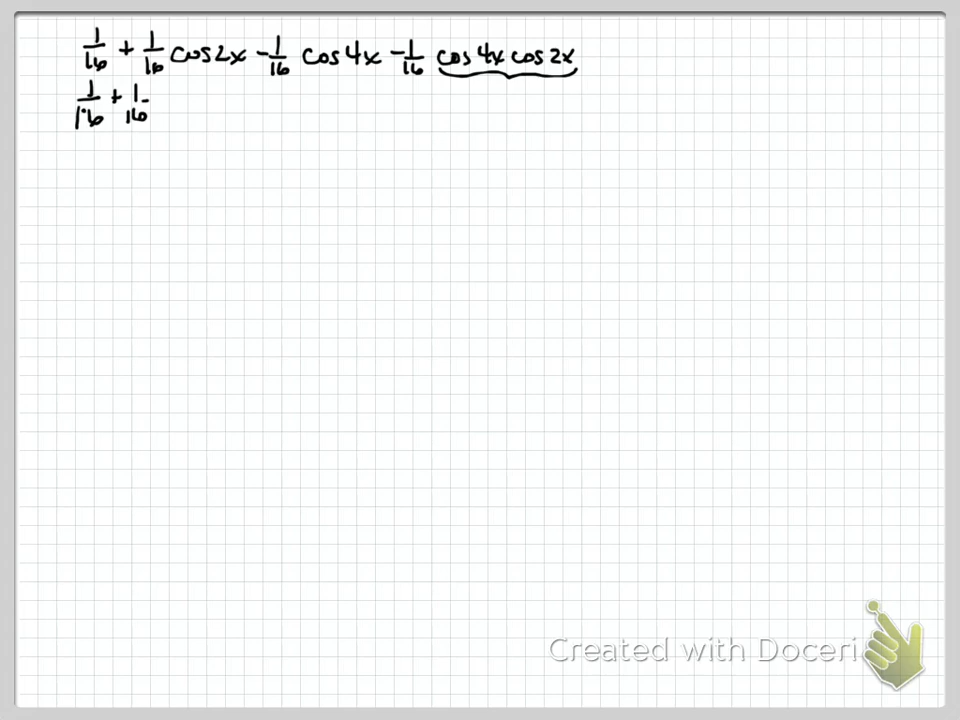 1/16 + 1/16 cos2x - 1/16 cos4x - 1/16 cos4x cos2x
1/16 + 1/16
Created with Doceri